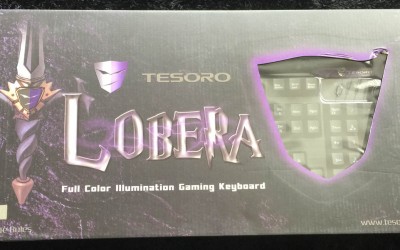 TESORO
LOBERA
Full Color Illumination Gaming Keyboard